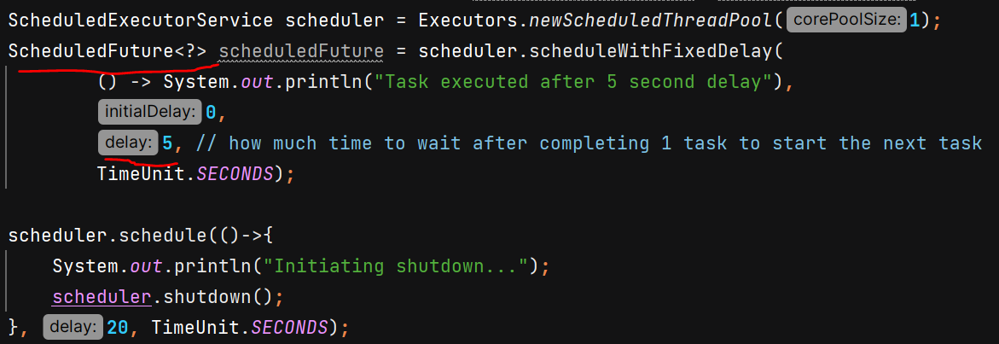 ScheduledExecutorService scheduler = Executors.newScheduledThreadPool( corePoolSize: 1);
ScheduledFuture<?> scheduledFuture = scheduler.scheduleWithFixedDelay(
() -> System.out.println("Task executed after 5 second delay"),
initialDelay: 0,
delay: 5, // how much time to wait after completing 1 task to start the next task
TimeUnit.SECONDS);
scheduler.schedule(()->{
System.out.println("Initiating shutdown...");
scheduler.shutdown();
}, delay: 20, TimeUnit.SECONDS);